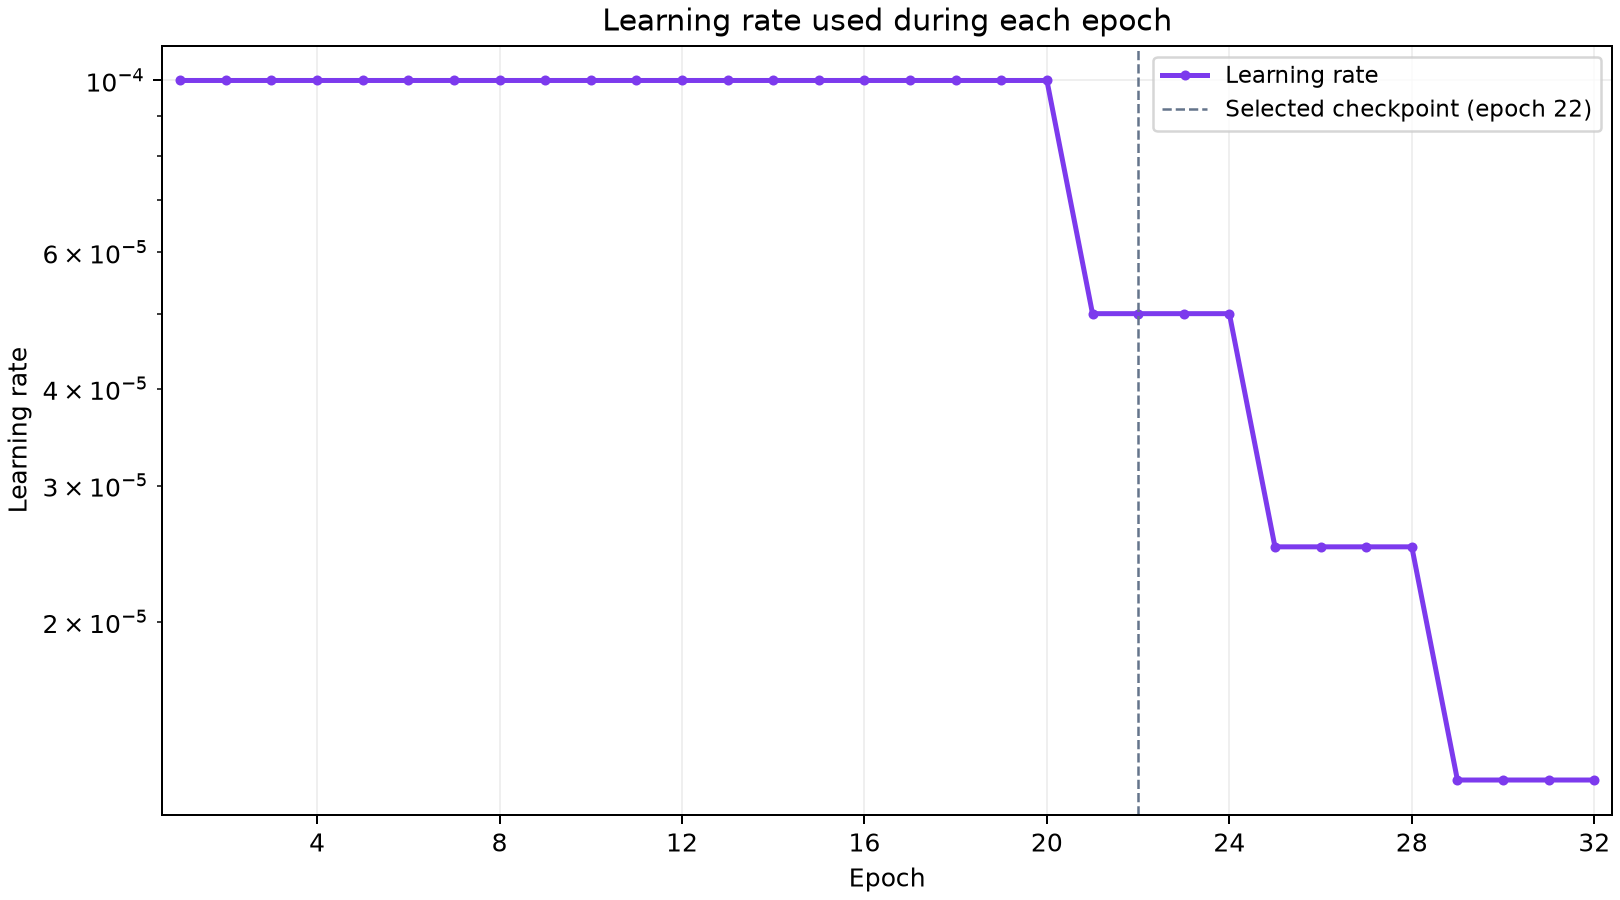 Learning rate used during each epoch
Learning rate
Selected checkpoint (epoch 22)
10⁻⁴
6 × 10⁻⁵
4 × 10⁻⁵
3 × 10⁻⁵
2 × 10⁻⁵
Learning rate
4 8 12 16 20 24 28 32
Epoch